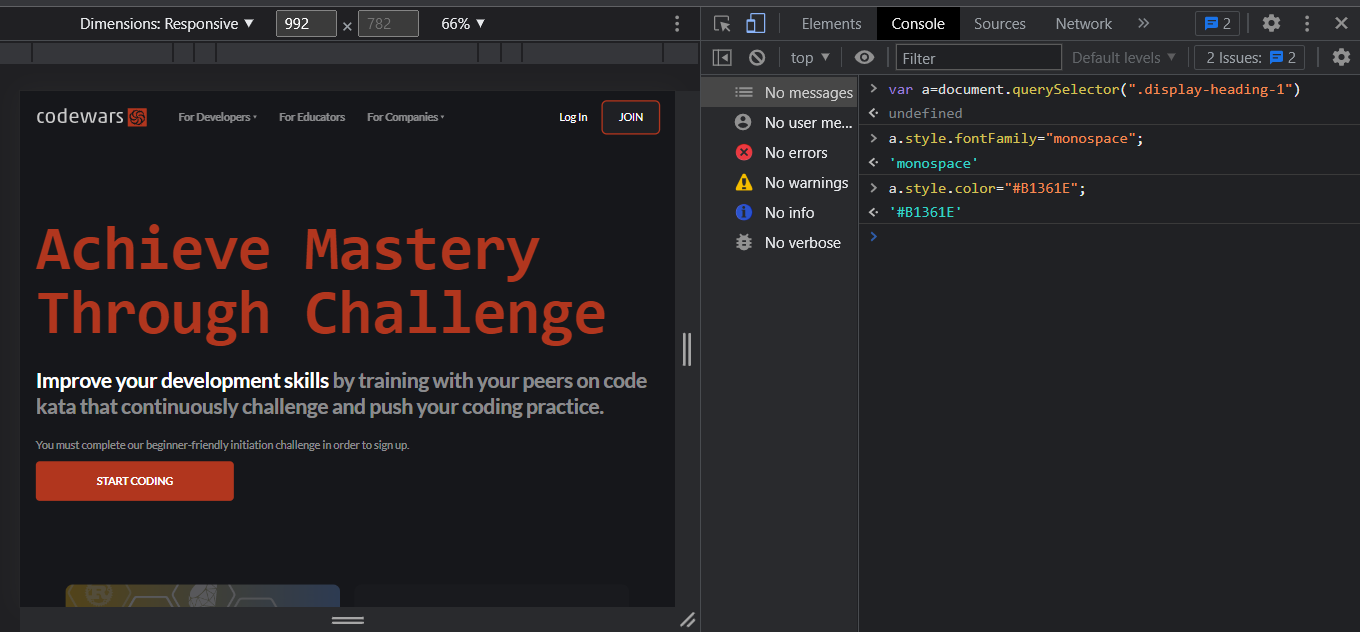 Dimensions: Responsive ▼ 992 × 782 66% ▼
Elements Console Sources Network » 2
top ▼ Filter Default levels ▼ 2 Issues: 2
codewars For Developers ▾ For Educators For Companies ▾ Log In JOIN
Achieve Mastery
Through Challenge
Improve your development skills by training with your peers on code
kata that continuously challenge and push your coding practice.
You must complete our beginner-friendly initiation challenge in order to sign up.
START CODING
No messages
No user me...
No errors
No warnings
No info
No verbose
> var a=document.querySelector(".display-heading-1")
undefined
> a.style.fontFamily="monospace";
'monospace'
> a.style.color="#B1361E";
'#B1361E'
>